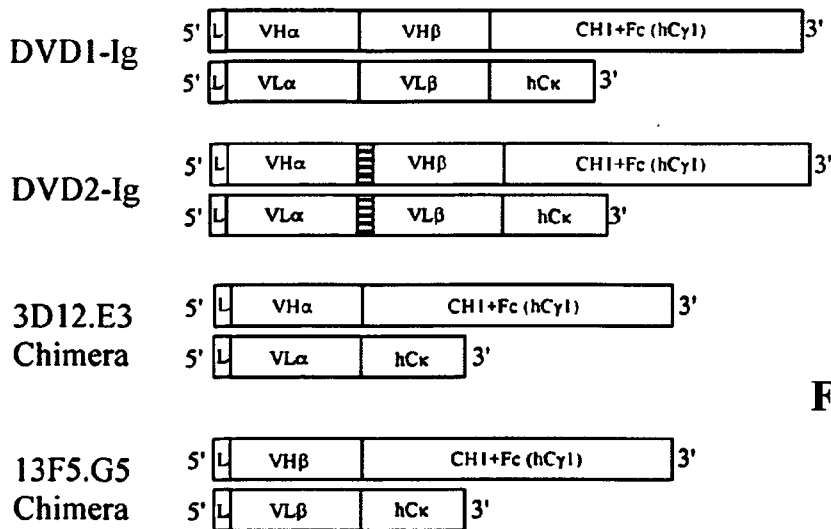 DVD1-Ig
5' L VHα VHβ CH1+Fc (hCγ1) 3'
5' L VLα VLβ hCκ 3'
DVD2-Ig
5' L VHα VHβ CH1+Fc (hCγ1) 3'
5' L VLα VLβ hCκ 3'
3D12.E3
Chimera
5' L VHα CH1+Fc (hCγ1) 3'
5' L VLα hCκ 3'
F
13F5.G5
Chimera
5' L VHβ CH1+Fc (hCγ1) 3'
5' L VLβ hCκ 3'